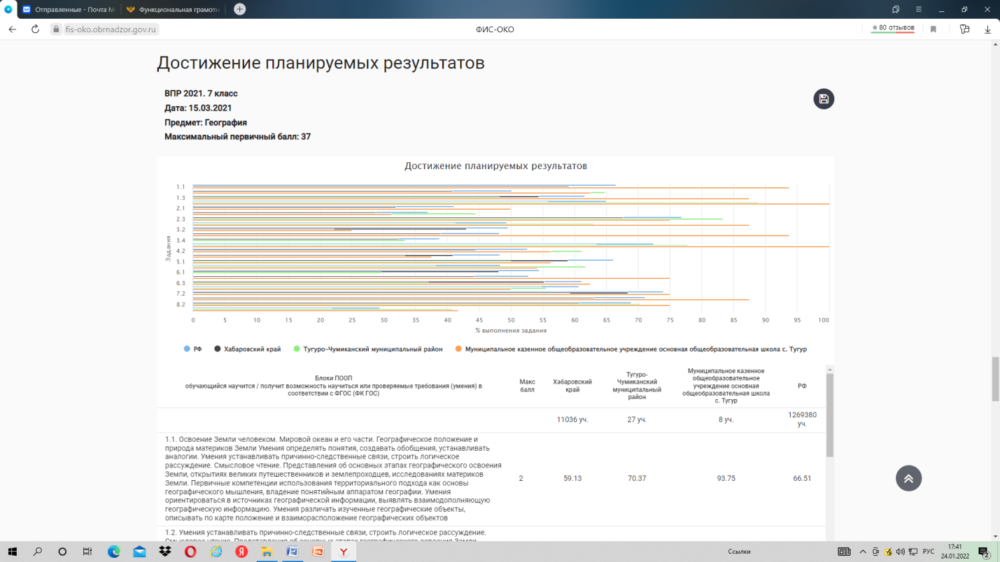 Отправленные - Почта M
Функциональная грамотн
fis-oko.obrnadzor.gov.ru
ФИС-ОКО
★ 80 отзывов
Достижение планируемых результатов
ВПР 2021. 7 класс
Дата: 15.03.2021
Предмет: География
Максимальный первичный балл: 37
Достижение планируемых результатов
Задания
1.1
1.3
2.1
2.3
3.2
3.4
4.2
5.1
6.1
6.3
7.2
8.2
0 5 10 15 20 25 30 35 40 45 50 55 60 65 70 75 80 85 90 95 100
% выполнения задания
РФ Хабаровский край Тугуро-Чумиканский муниципальный район Муниципальное казенное общеобразовательное учреждение основная общеобразовательная школа с. Тугур
Блоки ПООП
обучающийся научится / получит возможность научиться или проверяемые требования (умения) в
соответствии с ФГОС (ФК ГОС)
Макс
балл
Хабаровский
край
Тугуро-
Чумиканский
муниципальный
район
Муниципальное казенное
общеобразовательное
учреждение основная
общеобразовательная школа
с. Тугур
РФ
11036 уч.
27 уч.
8 уч.
1269380
уч.
1.1. Освоение Земли человеком. Мировой океан и его части. Географическое положение и
природа материков Земли Умения определять понятия, создавать обобщения, устанавливать
аналогии. Умения устанавливать причинно-следственные связи, строить логическое
рассуждение. Смысловое чтение. Представления об основных этапах географического освоения
Земли, открытиях великих путешественников и землепроходцев, исследованиях материков
Земли. Первичные компетенции использования территориального подхода как основы
географического мышления, владение понятийным аппаратом географии. Умения
ориентироваться в источниках географической информации, выявлять взаимодополняющую
географическую информацию. Умения различать изученные географические объекты,
описывать по карте положение и взаиморасположение географических объектов
2
59.13
70.37
93.75
66.51
1.2. Умения устанавливать причинно-следственные связи, строить логическое рассуждение.
Смысловое чтение. Представления об основных этапах географического освоения Земли,
Ссылки
РУС
17:41
24.01.2022
2